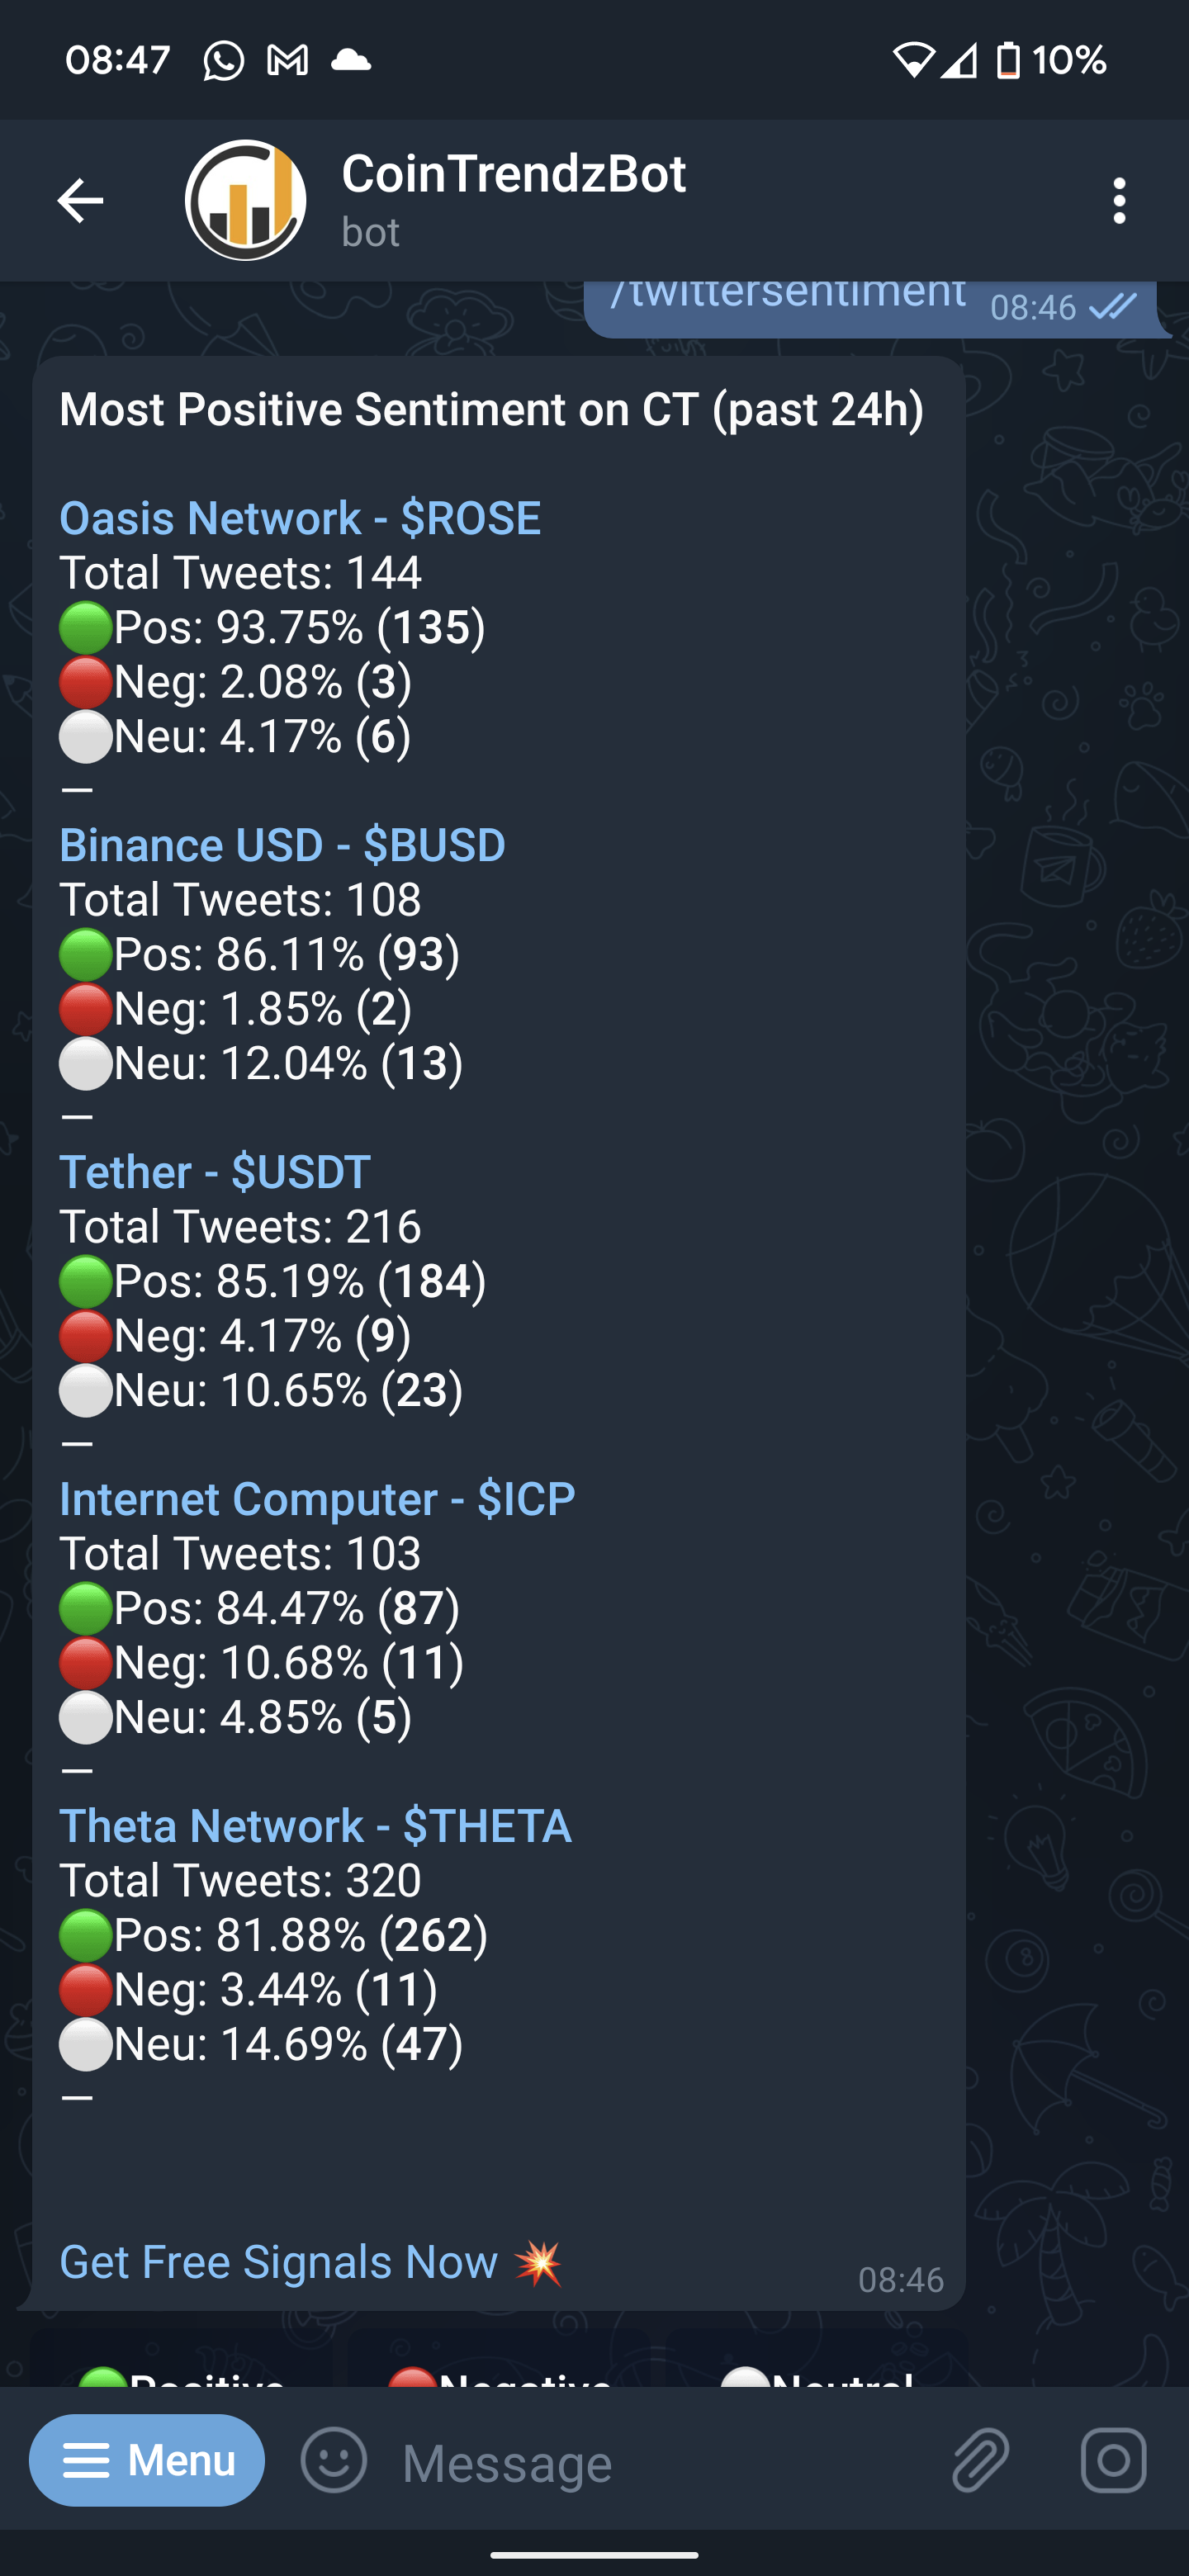 08:47
10%
CoinTrendzBot
bot
/twittersentiment 08:46
Most Positive Sentiment on CT (past 24h)
Oasis Network - $ROSE
Total Tweets: 144
🟢Pos: 93.75% (135)
🔴Neg: 2.08% (3)
⚪Neu: 4.17% (6)
—
Binance USD - $BUSD
Total Tweets: 108
🟢Pos: 86.11% (93)
🔴Neg: 1.85% (2)
⚪Neu: 12.04% (13)
—
Tether - $USDT
Total Tweets: 216
🟢Pos: 85.19% (184)
🔴Neg: 4.17% (9)
⚪Neu: 10.65% (23)
—
Internet Computer - $ICP
Total Tweets: 103
🟢Pos: 84.47% (87)
🔴Neg: 10.68% (11)
⚪Neu: 4.85% (5)
—
Theta Network - $THETA
Total Tweets: 320
🟢Pos: 81.88% (262)
🔴Neg: 3.44% (11)
⚪Neu: 14.69% (47)
—
Get Free Signals Now 💥
08:46
🟢Positive 🔴Negative ⚪Neutral
Menu
Message